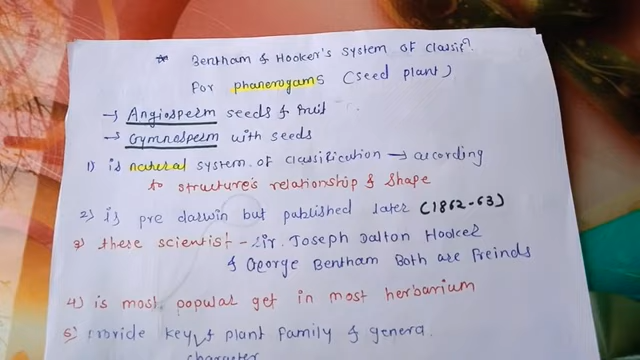 * Bentham & Hooker's System of Classifn.
For phanerogams (seed plant)
→ Angiosperm seeds & fruit
→ Gymnosperm with seeds
1) is natural system of classification → according
to structure's relationship & shape
2) is pre darwin but published later (1862-63)
3) these scientist - Sir. Joseph Dalton Hooker
& George Bentham Both are Freinds
4) is most popular get in most herbarium
5) provide key & plant family & genera.
character